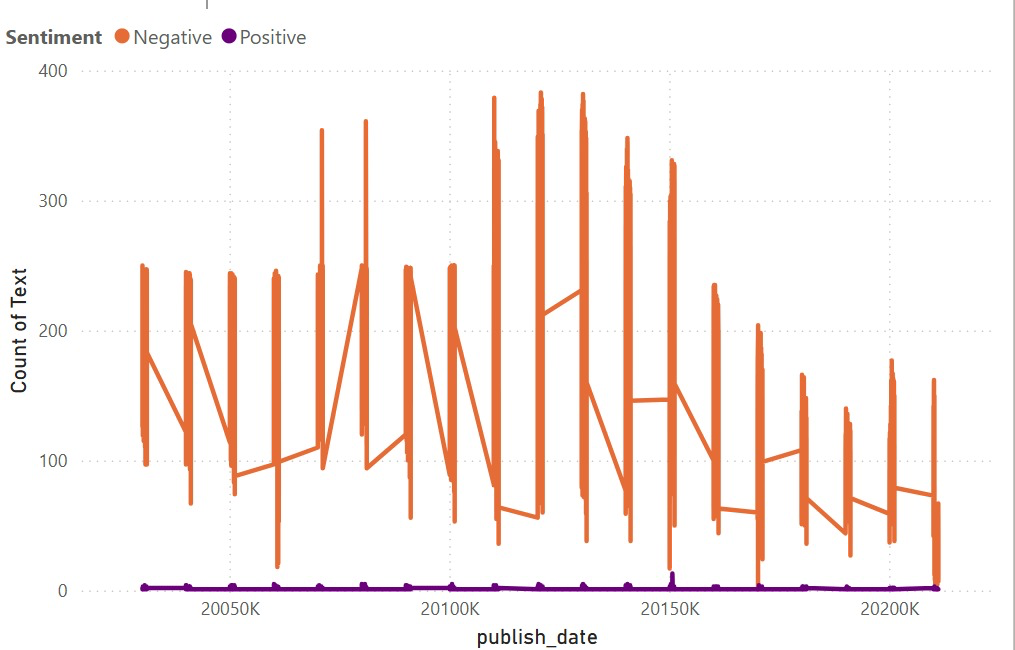 Sentiment Negative Positive
400
300
200
100
0
Count of Text
20050K 20100K 20150K 20200K
publish_date